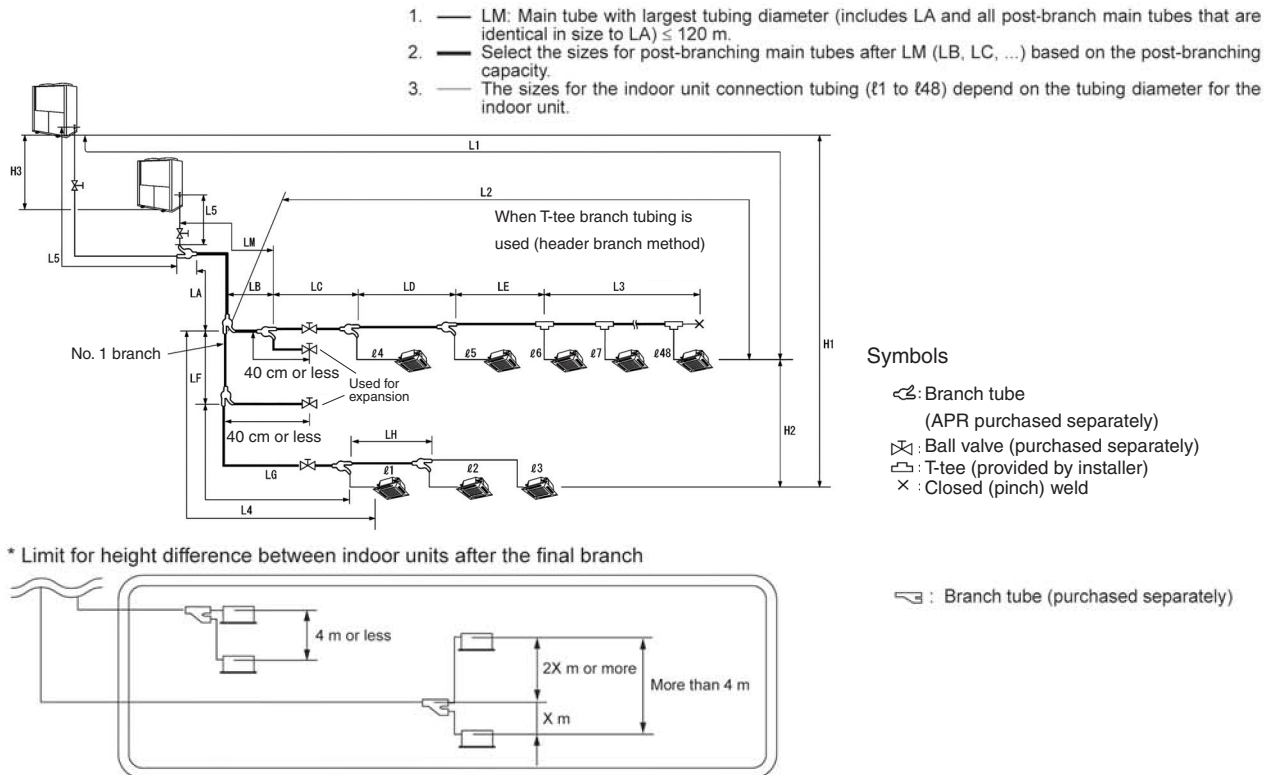 1. LM: Main tube with largest tubing diameter (includes LA and all post-branch main tubes that are
identical in size to LA) ≤ 120 m.
2. Select the sizes for post-branching main tubes after LM (LB, LC, ...) based on the post-branching
capacity.
3. The sizes for the indoor unit connection tubing (ℓ1 to ℓ48) depend on the tubing diameter for the
indoor unit.
L1
H3
L2
L5
When T-tee branch tubing is
used (header branch method)
LM
L5
LA
LB
LC
LD
LE
L3
H1
No. 1 branch
ℓ4
ℓ5
ℓ6
ℓ7
ℓ48
40 cm or less
Used for
expansion
LF
40 cm or less
LH
H2
LG
ℓ1
ℓ2
ℓ3
L4
Symbols
: Branch tube
(APR purchased separately)
: Ball valve (purchased separately)
: T-tee (provided by installer)
× : Closed (pinch) weld
* Limit for height difference between indoor units after the final branch
4 m or less
2X m or more
More than 4 m
X m
: Branch tube (purchased separately)